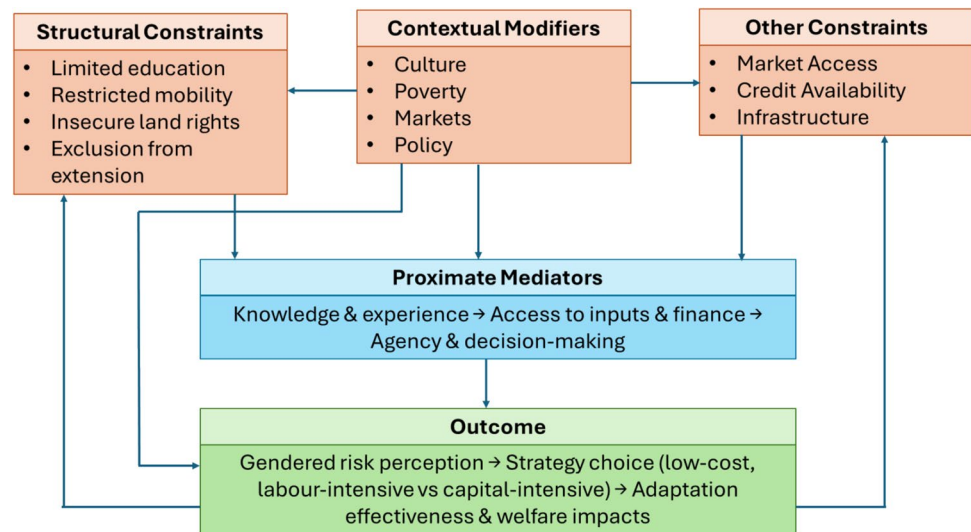 Structural Constraints
• Limited education
• Restricted mobility
• Insecure land rights
• Exclusion from
extension
Contextual Modifiers
• Culture
• Poverty
• Markets
• Policy
Other Constraints
• Market Access
• Credit Availability
• Infrastructure
Proximate Mediators
Knowledge & experience → Access to inputs & finance →
Agency & decision-making
Outcome
Gendered risk perception → Strategy choice (low-cost,
labour-intensive vs capital-intensive) → Adaptation
effectiveness & welfare impacts